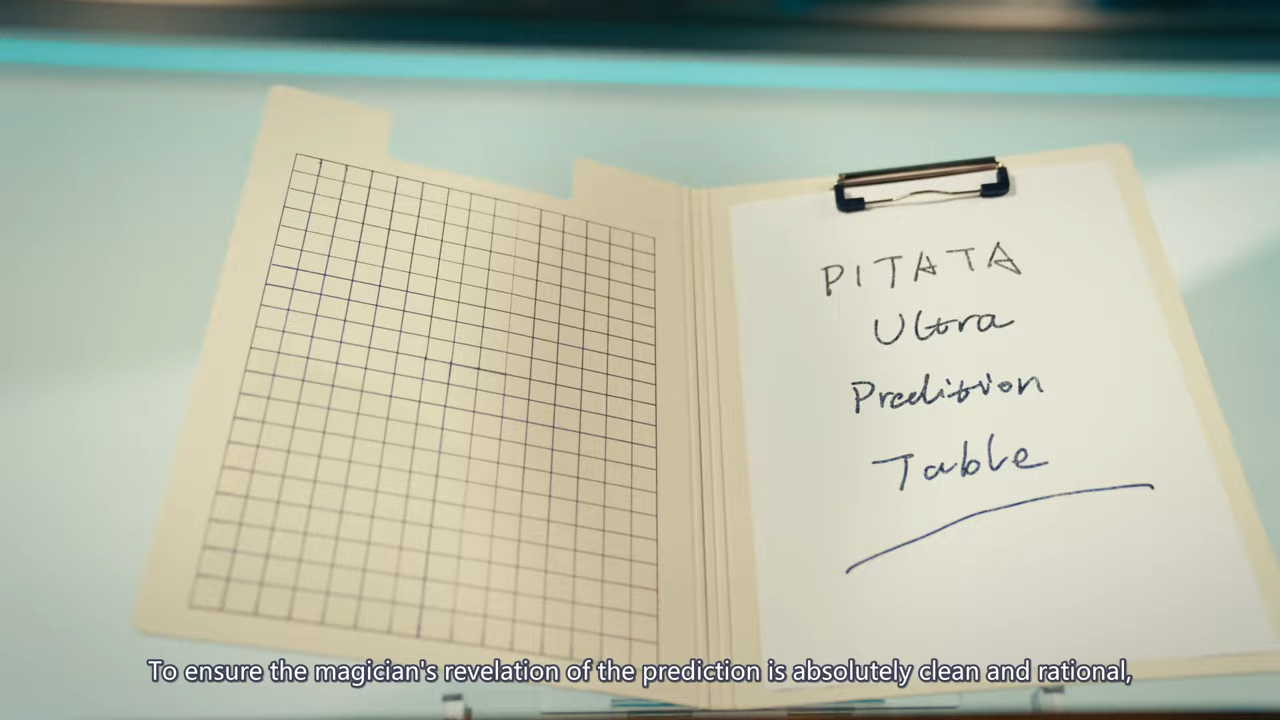 PITATA
Ultra
Predition
Table
To ensure the magician's revelation of the prediction is absolutely clean and rational,